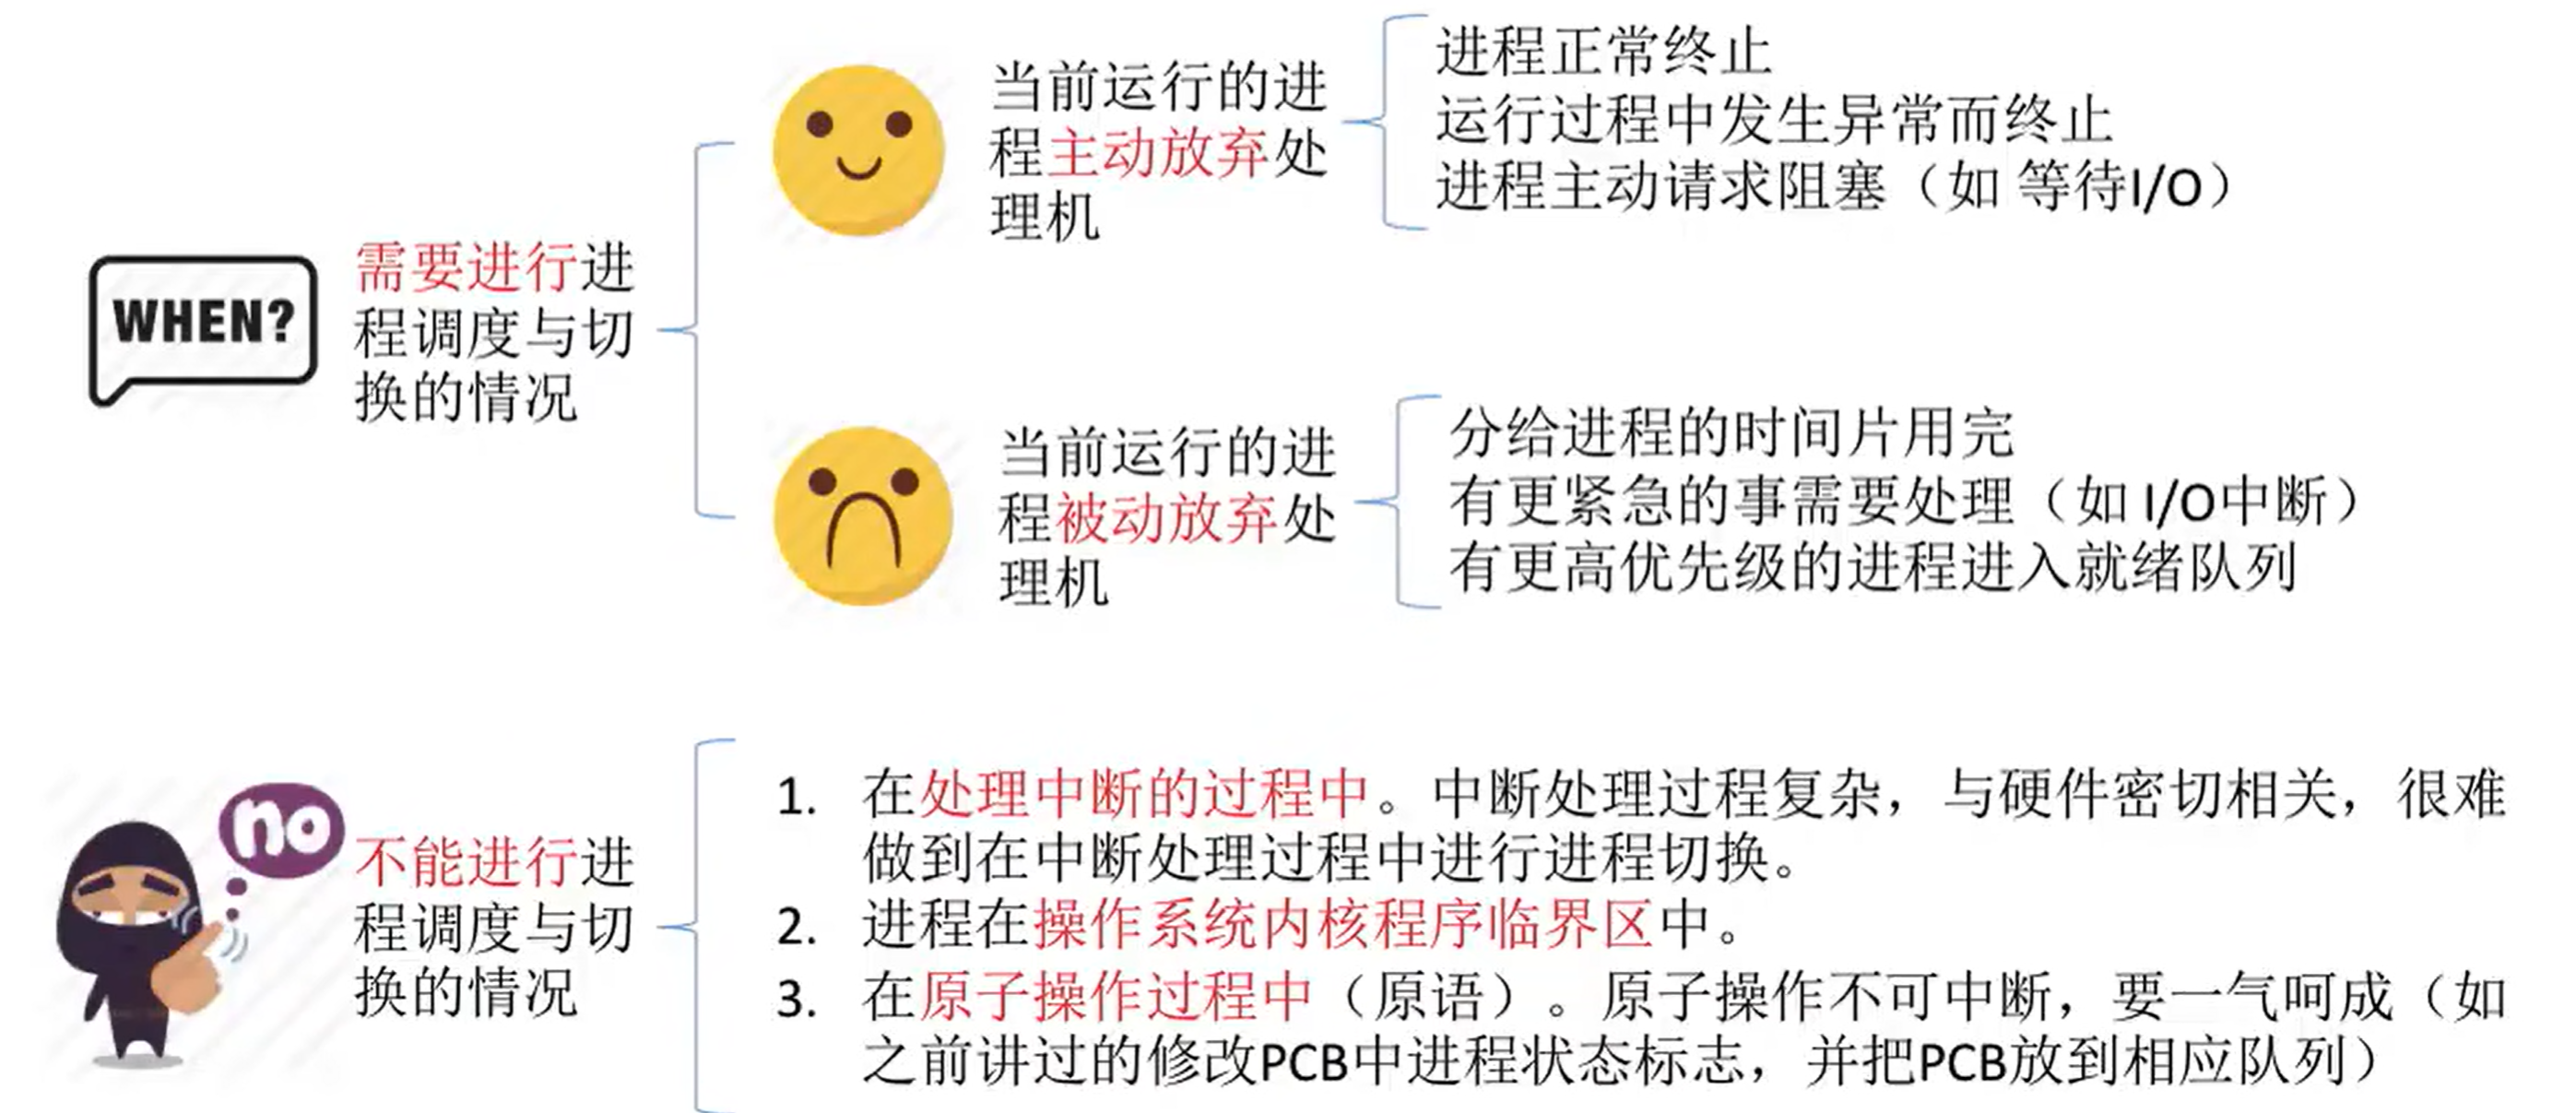 WHEN?
需要进行进
程调度与切
换的情况
当前运行的进
程主动放弃处
理机
进程正常终止
运行过程中发生异常而终止
进程主动请求阻塞（如 等待I/O）
当前运行的进
程被动放弃处
理机
分给进程的时间片用完
有更紧急的事需要处理（如 I/O中断）
有更高优先级的进程进入就绪队列
no
不能进行进
程调度与切
换的情况
1. 在处理中断的过程中。中断处理过程复杂，与硬件密切相关，很难
做到在中断处理过程中进行进程切换。
2. 进程在操作系统内核程序临界区中。
3. 在原子操作过程中（原语）。原子操作不可中断，要一气呵成（如
之前讲过的修改PCB中进程状态标志，并把PCB放到相应队列）